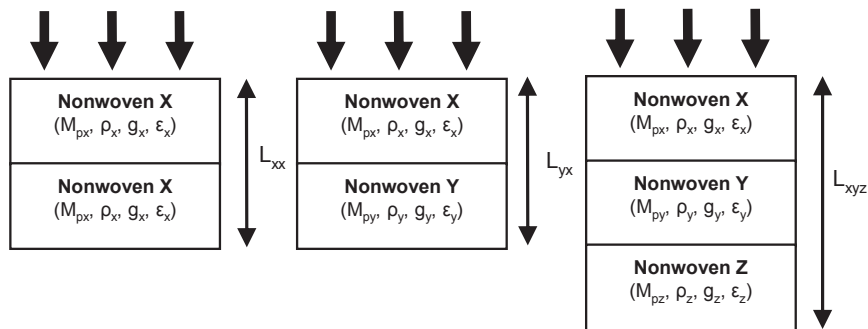 Nonwoven X
(Mpx, ρx, gx, εx)
Nonwoven X
(Mpx, ρx, gx, εx)
Lxx
Nonwoven X
(Mpx, ρx, gx, εx)
Nonwoven Y
(Mpy, ρy, gy, εy)
Lyx
Nonwoven X
(Mpx, ρx, gx, εx)
Nonwoven Y
(Mpy, ρy, gy, εy)
Nonwoven Z
(Mpz, ρz, gz, εz)
Lxyz